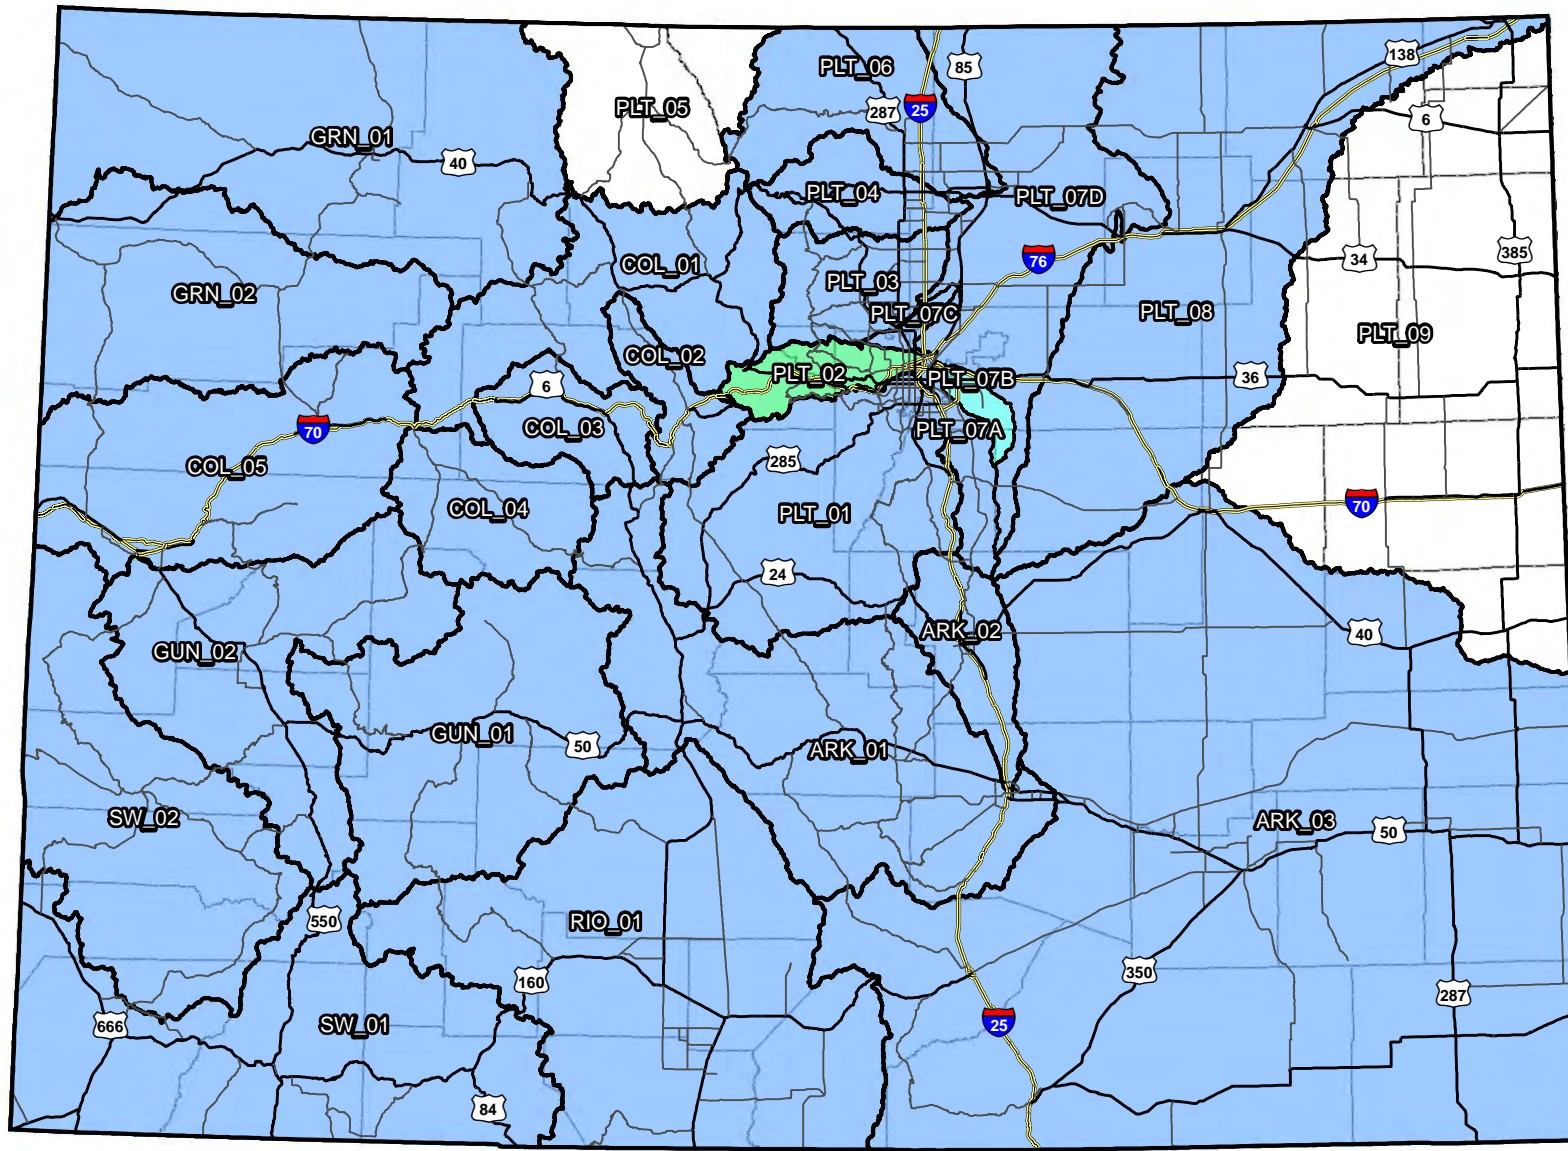 138
PLT_06
85
287
25
PLT_05
6
GRN_01
40
PLT_04
PLT_07D
385
34
76
COL_01
PLT_03
GRN_02
PLT_07C
PLT_08
PLT_09
COL_02
PLT_02
PLT_07B
36
6
COL_03
PLT_07A
70
COL_05
285
COL_04
PLT_01
70
24
ARK_02
40
GUN_02
GUN_01
50
ARK_01
SW_02
ARK_03
50
550
RIO_01
160
350
287
666
SW_01
25
84